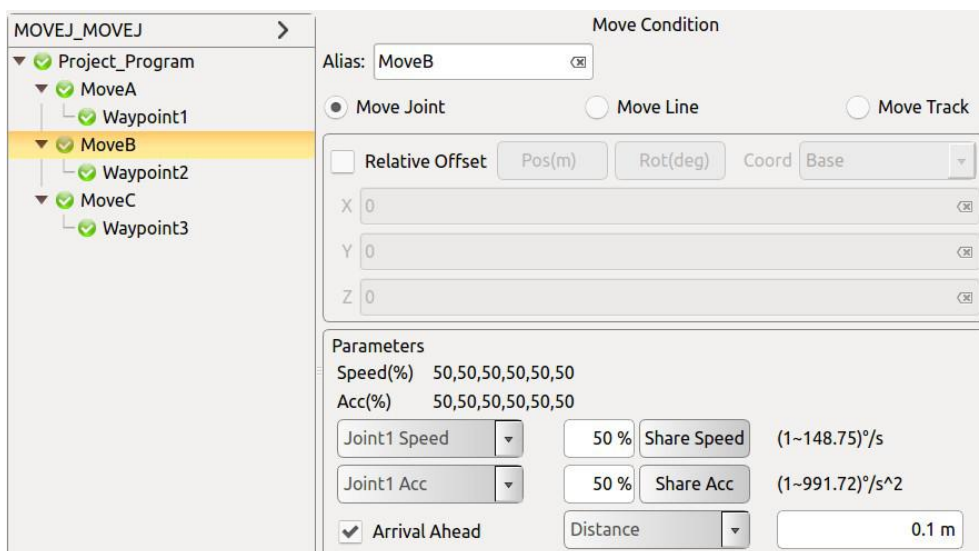 MOVEJ_MOVEJ
Project_Program
MoveA
Waypoint1
MoveB
Waypoint2
MoveC
Waypoint3
Move Condition
Alias: MoveB
Move Joint Move Line Move Track
Relative Offset Pos(m) Rot(deg) Coord Base
X 0
Y 0
Z 0
Parameters
Speed(%) 50,50,50,50,50,50
Acc(%) 50,50,50,50,50,50
Joint1 Speed 50 % Share Speed (1~148.75)°/s
Joint1 Acc 50 % Share Acc (1~991.72)°/s^2
Arrival Ahead Distance 0.1 m